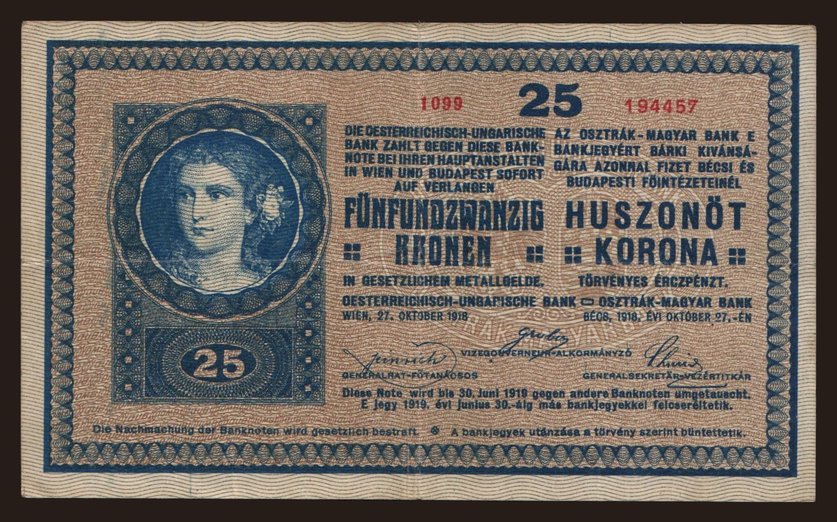 1099 25 194457
DIE OESTERREICHISCH-UNGARISCHE
BANK ZAHLT GEGEN DIESE BANK-
NOTE BEI IHREN HAUPTANSTALTEN
IN WIEN UND BUDAPEST SOFORT
AUF VERLANGEN
FÜNFUNDZWANZIG
KRONEN
IN GESETZLICHEM METALLGELDE.
OESTERREICHISCH-UNGARISCHE BANK
WIEN, 27. OKTOBER 1918
AZ OSZTRÁK-MAGYAR BANK E
BANKJEGYÉRT BÁRKI KIVÁNSÁ-
GÁRA AZONNAL FIZET BÉCSI ÉS
BUDAPESTI FŐINTÉZETEINÉL
HUSZONÖT
KORONA
TÖRVÉNYES ÉRCZPÉNZT.
OSZTRÁK-MAGYAR BANK
BÉCS, 1918. ÉVI OKTÓBER 27.-ÉN
VIZEGOUVERNEUR-ALKORMÁNYZÓ
GENERALRAT-FŐTANÁCSOS
GENERALSEKRETÄR-VEZÉRTITKÁR
25
Diese Note wird bis 30. Juni 1919 gegen andere Banknoten umgetauscht.
E jegy 1919. évi junius 30.-áig más bankjegyekkel felcseréltetik.
Die Nachmachung der Banknoten wird gesetzlich bestraft. A bankjegyek utánzása a törvény szerint büntettetik.